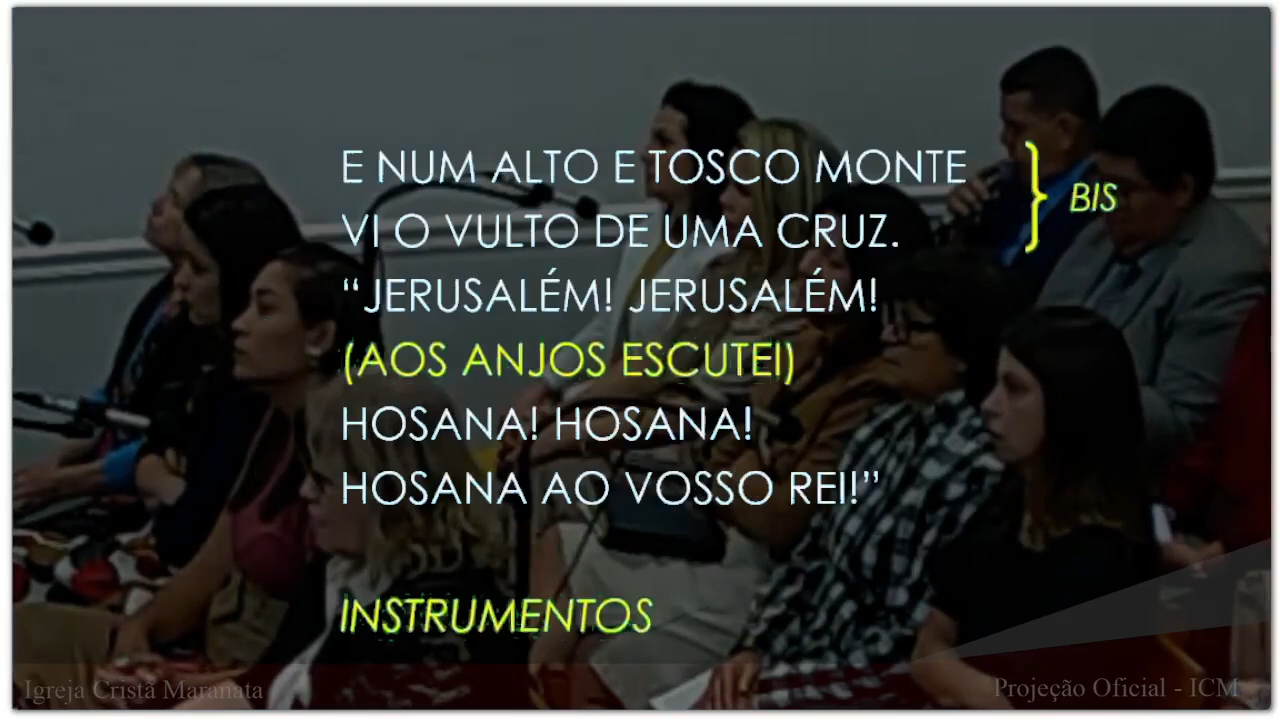 E NUM ALTO E TOSCO MONTE
VI O VULTO DE UMA CRUZ.
BIS
“JERUSALÉM! JERUSALÉM!
(AOS ANJOS ESCUTEI)
HOSANA! HOSANA!
HOSANA AO VOSSO REI!”
INSTRUMENTOS
Igreja Cristã Maranata
Projeção Oficial - ICM